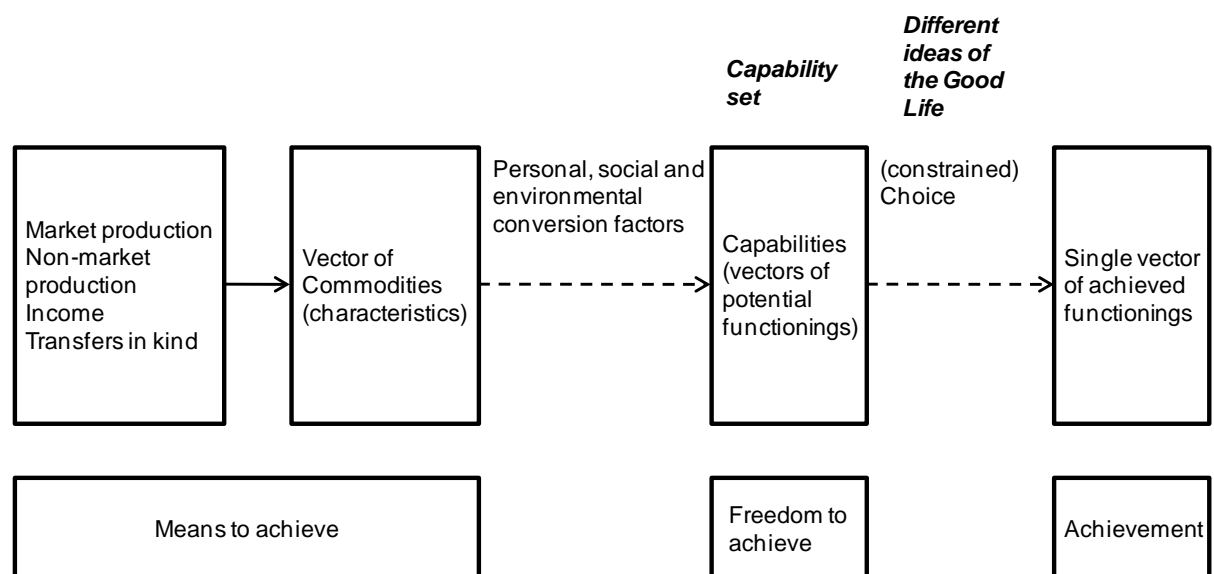 Capability
set
Different
ideas of
the Good
Life
Market production
Non-market
production
Income
Transfers in kind
Vector of
Commodities
(characteristics)
Personal, social and
environmental
conversion factors
Capabilities
(vectors of
potential
functionings)
(constrained)
Choice
Single vector
of achieved
functionings
Means to achieve
Freedom to
achieve
Achievement